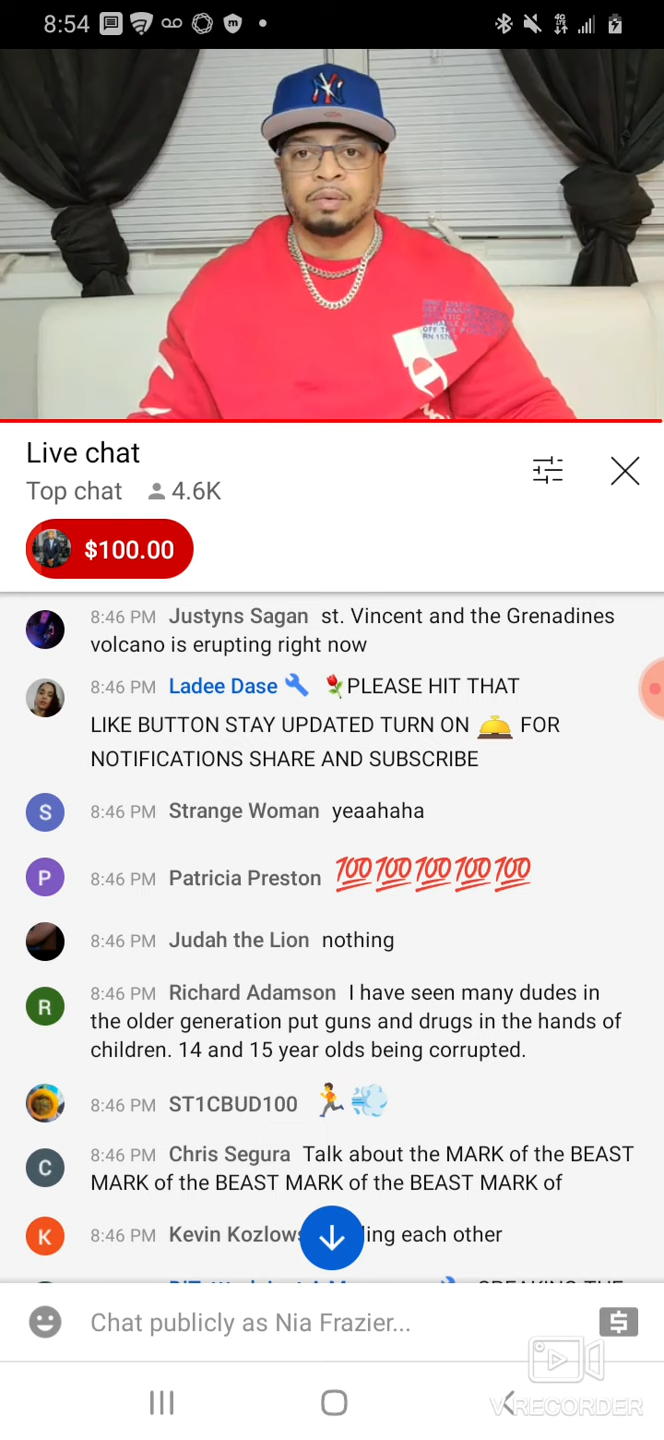 8:54
NY
OFF THE
RN 157
Live chat
Top chat 4.6K
$100.00
8:46 PM Justyns Sagan st. Vincent and the Grenadines
volcano is erupting right now
8:46 PM Ladee Dase 🔧 🌹PLEASE HIT THAT
LIKE BUTTON STAY UPDATED TURN ON 🛎️ FOR
NOTIFICATIONS SHARE AND SUBSCRIBE
S 8:46 PM Strange Woman yeaahaha
P 8:46 PM Patricia Preston 💯💯💯💯💯
8:46 PM Judah the Lion nothing
R 8:46 PM Richard Adamson I have seen many dudes in
the older generation put guns and drugs in the hands of
children. 14 and 15 year olds being corrupted.
8:46 PM ST1CBUD100 🏃💨
C 8:46 PM Chris Segura Talk about the MARK of the BEAST
MARK of the BEAST MARK of the BEAST MARK of
K 8:46 PM Kevin each other
Chat publicly as Nia Frazier...
V RECORDER